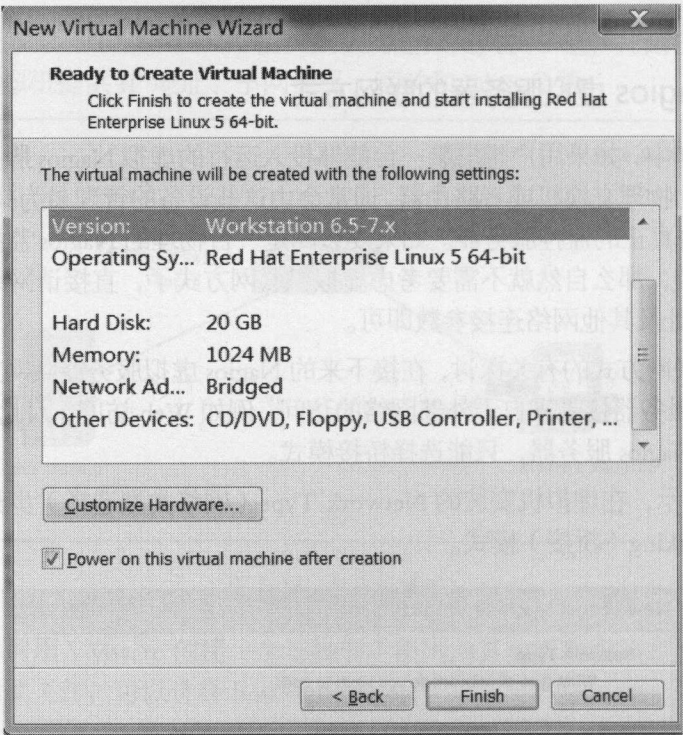 New Virtual Machine Wizard
Ready to Create Virtual Machine
Click Finish to create the virtual machine and start installing Red Hat
Enterprise Linux 5 64-bit.
The virtual machine will be created with the following settings:
Version: Workstation 6.5-7.x
Operating Sy... Red Hat Enterprise Linux 5 64-bit
Hard Disk: 20 GB
Memory: 1024 MB
Network Ad... Bridged
Other Devices: CD/DVD, Floppy, USB Controller, Printer, ...
Customize Hardware...
Power on this virtual machine after creation
< Back Finish Cancel